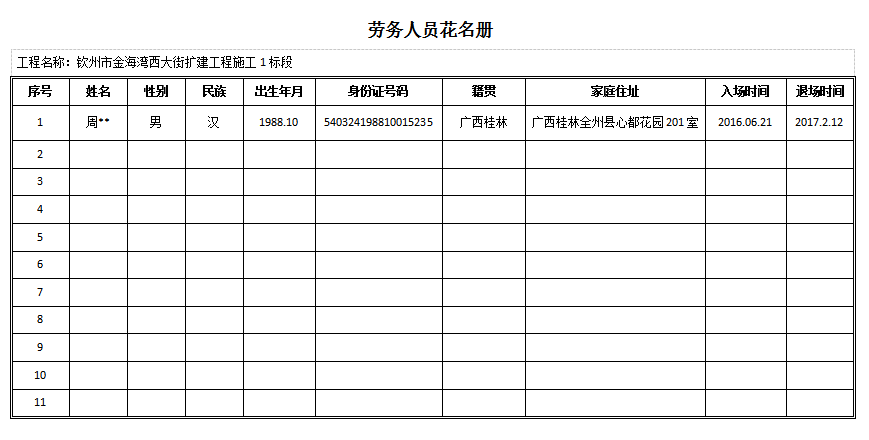 劳务人员花名册
工程名称：钦州市金海湾西大街扩建工程施工1标段
序号 姓名 性别 民族 出生年月 身份证号码 籍贯 家庭住址 入场时间 退场时间
1 周** 男 汉 1988.10 540324198810015235 广西桂林 广西桂林全州县心都花园201室 2016.06.21 2017.2.12
2
3
4
5
6
7
8
9
10
11